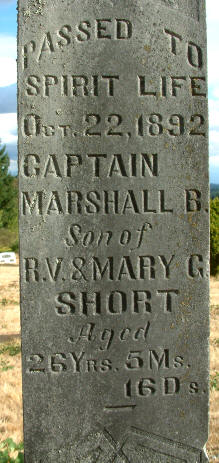 PASSED TO
SPIRIT LIFE
OCT. 22, 1892
CAPTAIN
MARSHALL B.
Son of
R.V. & MARY G.
SHORT
Aged
26 YRS. 5 MS.
16 DS.